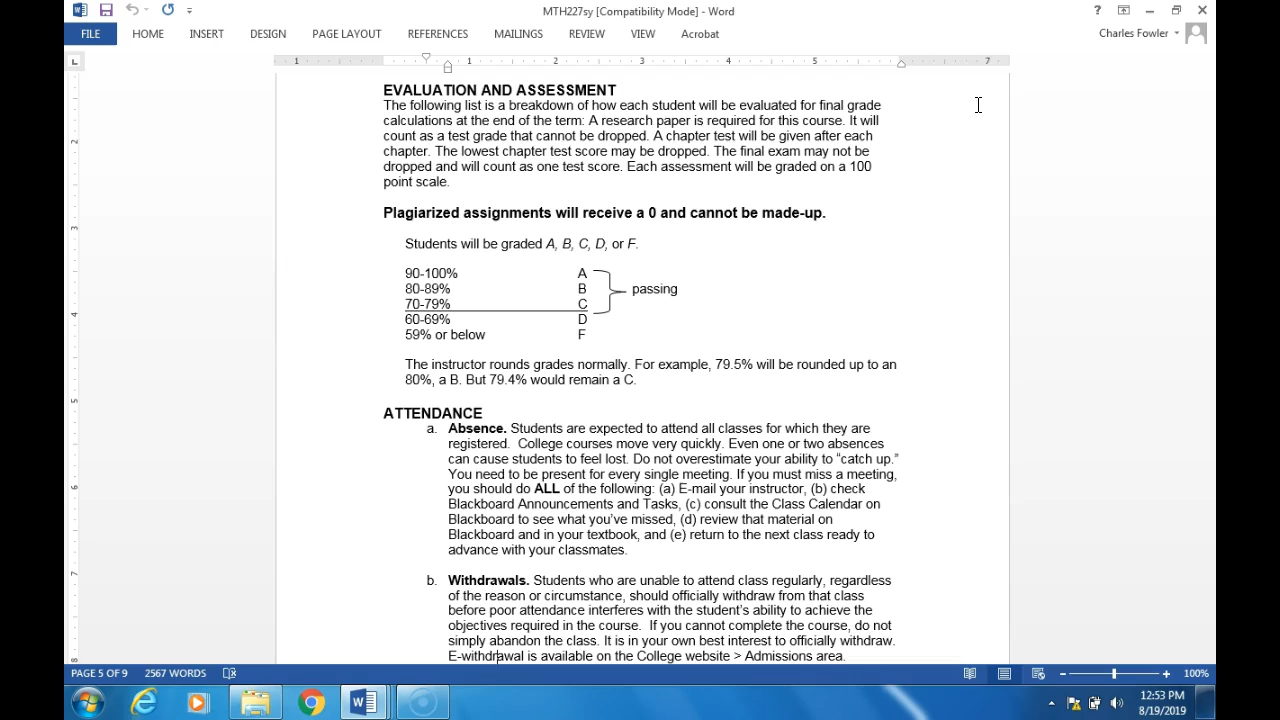 MTH227sy [Compatibility Mode] - Word
?
FILE HOME INSERT DESIGN PAGE LAYOUT REFERENCES MAILINGS REVIEW VIEW Acrobat Charles Fowler
1 1 2 3 4 5 7
EVALUATION AND ASSESSMENT
The following list is a breakdown of how each student will be evaluated for final grade
calculations at the end of the term: A research paper is required for this course. It will
count as a test grade that cannot be dropped. A chapter test will be given after each
chapter. The lowest chapter test score may be dropped. The final exam may not be
dropped and will count as one test score. Each assessment will be graded on a 100
point scale.
Plagiarized assignments will receive a 0 and cannot be made-up.
Students will be graded A, B, C, D, or F.
90-100% A
80-89% B passing
70-79% C
60-69% D
59% or below F
The instructor rounds grades normally. For example, 79.5% will be rounded up to an
80%, a B. But 79.4% would remain a C.
ATTENDANCE
a. Absence. Students are expected to attend all classes for which they are
registered.  College courses move very quickly. Even one or two absences
can cause students to feel lost. Do not overestimate your ability to “catch up.”
You need to be present for every single meeting. If you must miss a meeting,
you should do ALL of the following: (a) E-mail your instructor, (b) check
Blackboard Announcements and Tasks, (c) consult the Class Calendar on
Blackboard to see what you’ve missed, (d) review that material on
Blackboard and in your textbook, and (e) return to the next class ready to
advance with your classmates.
b. Withdrawals. Students who are unable to attend class regularly, regardless
of the reason or circumstance, should officially withdraw from that class
before poor attendance interferes with the student’s ability to achieve the
objectives required in the course.  If you cannot complete the course, do not
simply abandon the class. It is in your own best interest to officially withdraw.
E-withdrawal is available on the College website > Admissions area.
2
3
4
5
6
7
8
PAGE 5 OF 9 2567 WORDS 100%
12:53 PM
8/19/2019